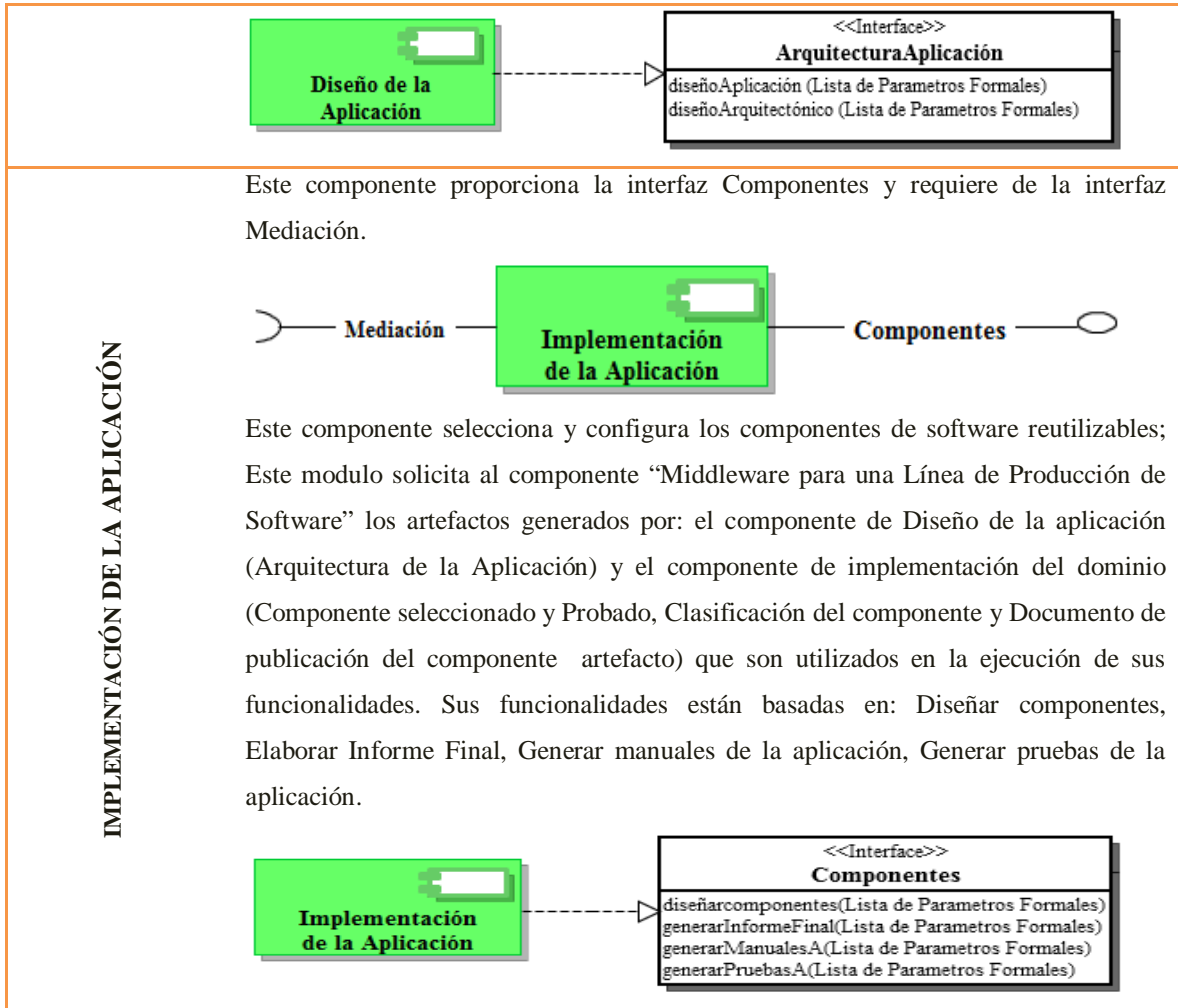 <<Interface>>
ArquitecturaAplicación
Diseño de la
Aplicación
diseñoAplicación (Lista de Parametros Formales)
diseñoArquitectónico (Lista de Parametros Formales)
IMPLEMENTACIÓN DE LA APLICACIÓN
Este componente proporciona la interfaz Componentes y requiere de la interfaz
Mediación.
Mediación
Implementación
de la Aplicación
Componentes
Este componente selecciona y configura los componentes de software reutilizables;
Este modulo solicita al componente “Middleware para una Línea de Producción de
Software” los artefactos generados por: el componente de Diseño de la aplicación
(Arquitectura de la Aplicación) y el componente de implementación del dominio
(Componente seleccionado y Probado, Clasificación del componente y Documento de
publicación del componente artefacto) que son utilizados en la ejecución de sus
funcionalidades. Sus funcionalidades están basadas en: Diseñar componentes,
Elaborar Informe Final, Generar manuales de la aplicación, Generar pruebas de la
aplicación.
Implementación
de la Aplicación
<<Interface>>
Componentes
diseñarcomponentes(Lista de Parametros Formales)
generarInformeFinal(Lista de Parametros Formales)
generarManualesA(Lista de Parametros Formales)
generarPruebasA(Lista de Parametros Formales)